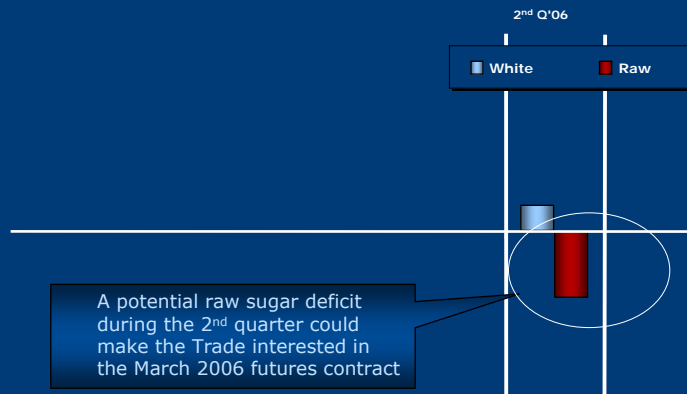 2nd Q'06
White
Raw
A potential raw sugar deficit
during the 2nd quarter could
make the Trade interested in
the March 2006 futures contract